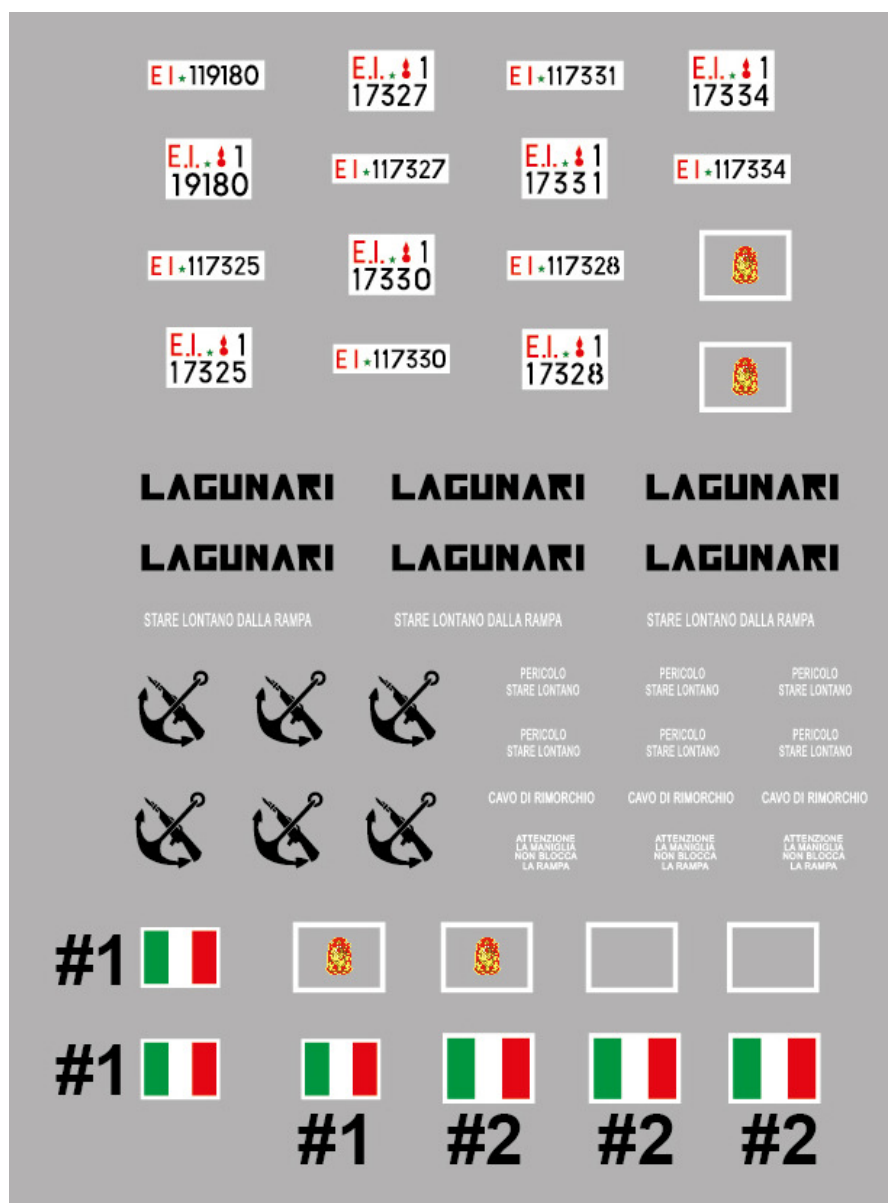 E I ★ 119180
E.I. ★ 1
17327
E I ★ 117331
E.I. ★ 1
17334
E.I. ★ 1
19180
E I ★ 117327
E.I. ★ 1
17331
E I ★ 117334
E I ★ 117325
E.I. ★ 1
17330
E I ★ 117328
E.I. ★ 1
17325
E I ★ 117330
E.I. ★ 1
17328
LAGUNARI
LAGUNARI
LAGUNARI
LAGUNARI
LAGUNARI
LAGUNARI
STARE LONTANO DALLA RAMPA
STARE LONTANO DALLA RAMPA
STARE LONTANO DALLA RAMPA
PERICOLO
STARE LONTANO
PERICOLO
STARE LONTANO
PERICOLO
STARE LONTANO
PERICOLO
STARE LONTANO
PERICOLO
STARE LONTANO
PERICOLO
STARE LONTANO
CAVO DI RIMORCHIO
CAVO DI RIMORCHIO
CAVO DI RIMORCHIO
ATTENZIONE
LA MANIGLIA
NON BLOCCA
LA RAMPA
ATTENZIONE
LA MANIGLIA
NON BLOCCA
LA RAMPA
ATTENZIONE
LA MANIGLIA
NON BLOCCA
LA RAMPA
#1
#1
#1
#2
#2
#2